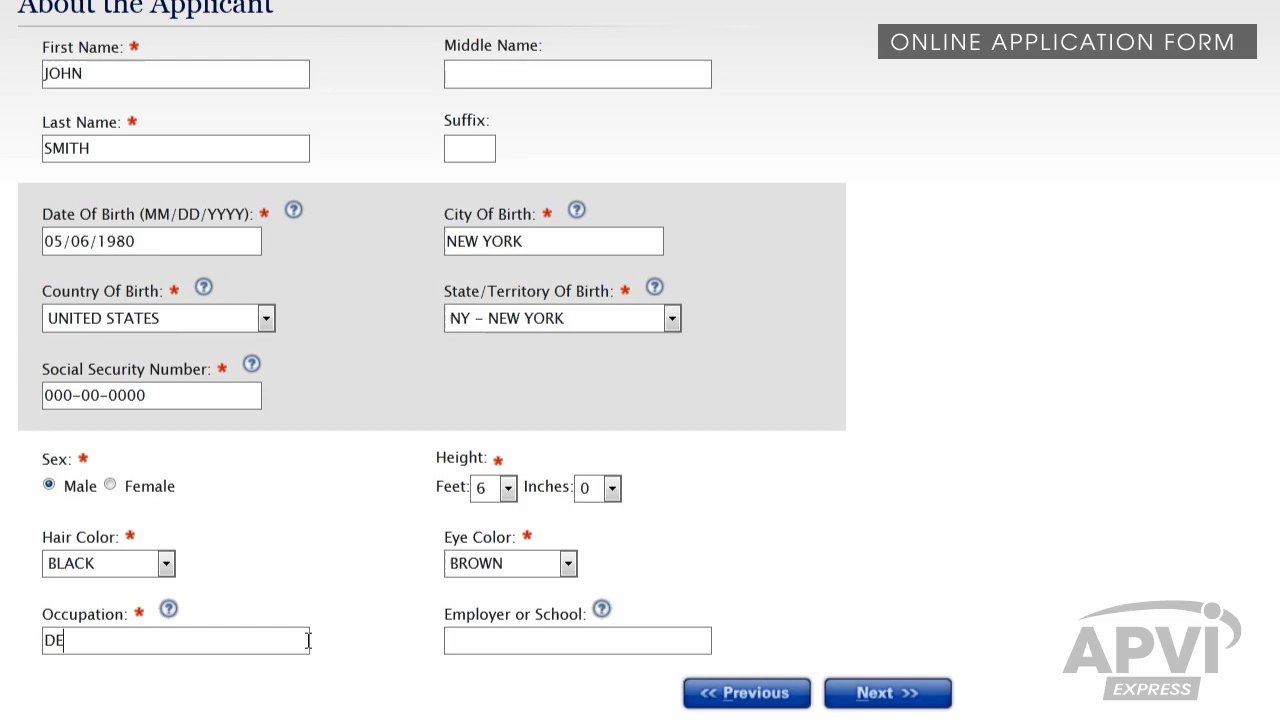 About the Applicant
ONLINE APPLICATION FORM
First Name: *
Middle Name:
JOHN
Last Name: *
Suffix:
SMITH
Date Of Birth (MM/DD/YYYY): * ?
City Of Birth: * ?
05/06/1980
NEW YORK
Country Of Birth: * ?
State/Territory Of Birth: * ?
UNITED STATES
NY - NEW YORK
Social Security Number: * ?
000-00-0000
Sex: *
Height: *
Male Female
Feet: 6 Inches: 0
Hair Color: *
Eye Color: *
BLACK
BROWN
Occupation: * ?
Employer or School: ?
DE
<< Previous
Next >>
APVI
EXPRESS